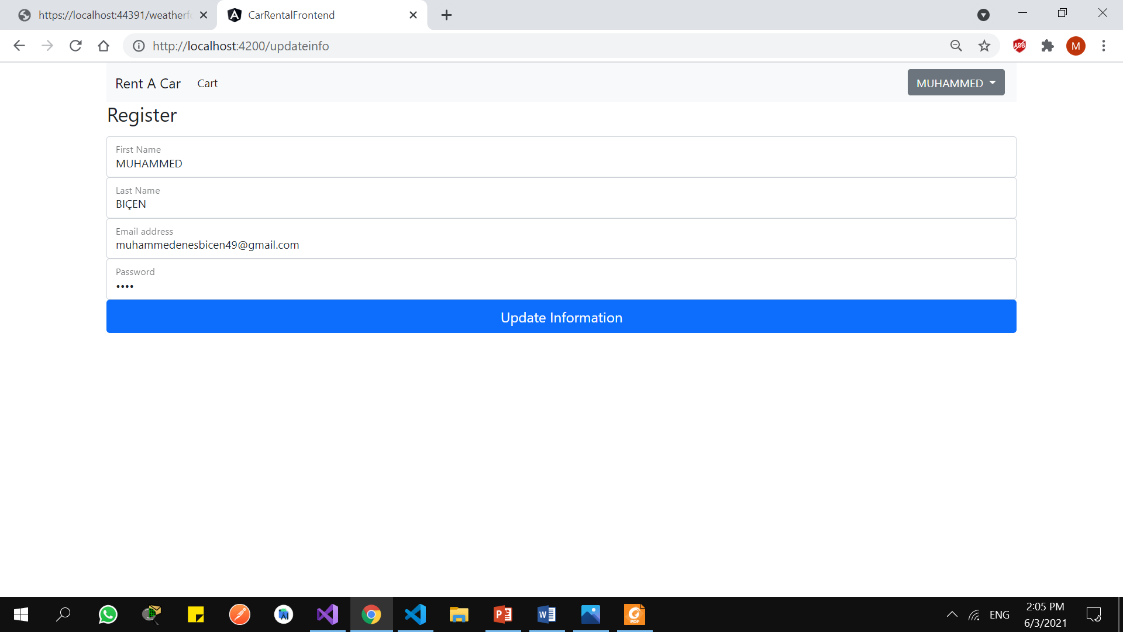 https://localhost:44391/weatherf
CarRentalFrontend
http://localhost:4200/updateinfo
ABP
M
Rent A Car Cart MUHAMMED
Register
First Name
MUHAMMED
Last Name
BIÇEN
Email address
muhammedenesbicen49@gmail.com
Password
••••
Update Information
ENG
2:05 PM
6/3/2021